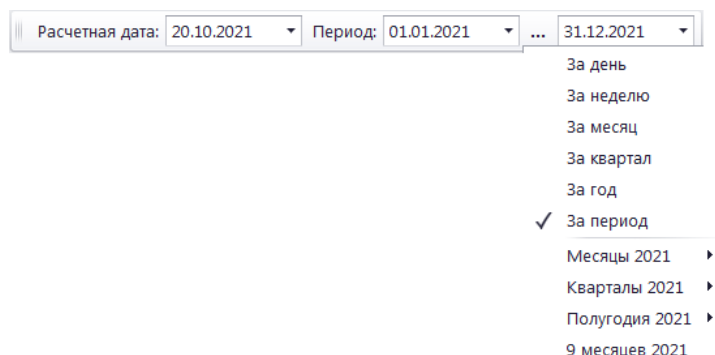 Расчетная дата: 20.10.2021 Период: 01.01.2021 ... 31.12.2021
За день
За неделю
За месяц
За квартал
За год
За период
Месяцы 2021
Кварталы 2021
Полугодия 2021
9 месяцев 2021